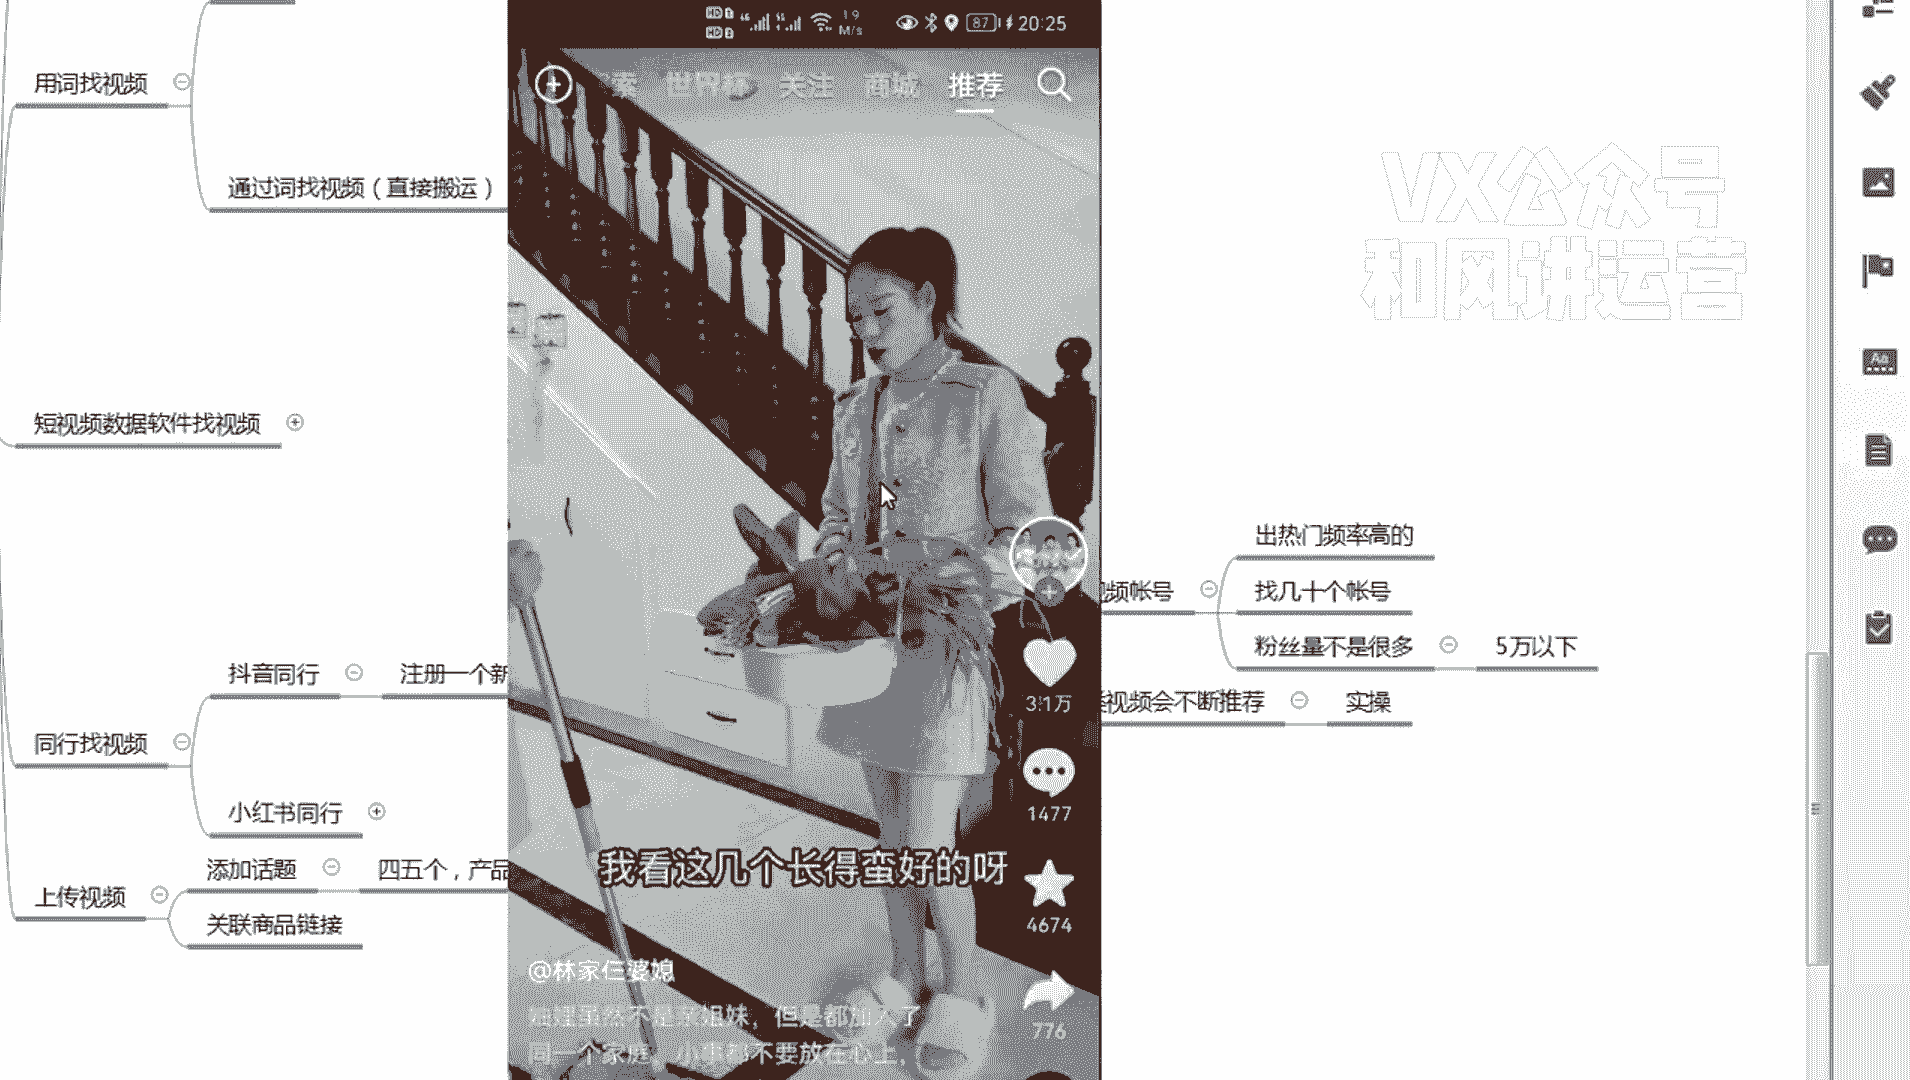 用词找视频
通过词找视频（直接搬运）
短视频数据软件找视频
抖音同行
注册一个新
同行找视频
小红书同行
上传视频
添加话题
四五个，产品
关联商品链接
HD 1
HD 2
19
M/s
87
20:25
索
世界杯
关注
商城
推荐
3.1万
1477
4674
776
我看这几个长得蛮好的呀
@林家仨婆媳
妯娌虽然不是亲姐妹，但是都加入了
同一个家庭，小事都不要放在心上，
VX公众号
和风讲运营
视频帐号
出热门频率高的
找几十个帐号
粉丝量不是很多
5万以下
视频会不断推荐
实操
Aa